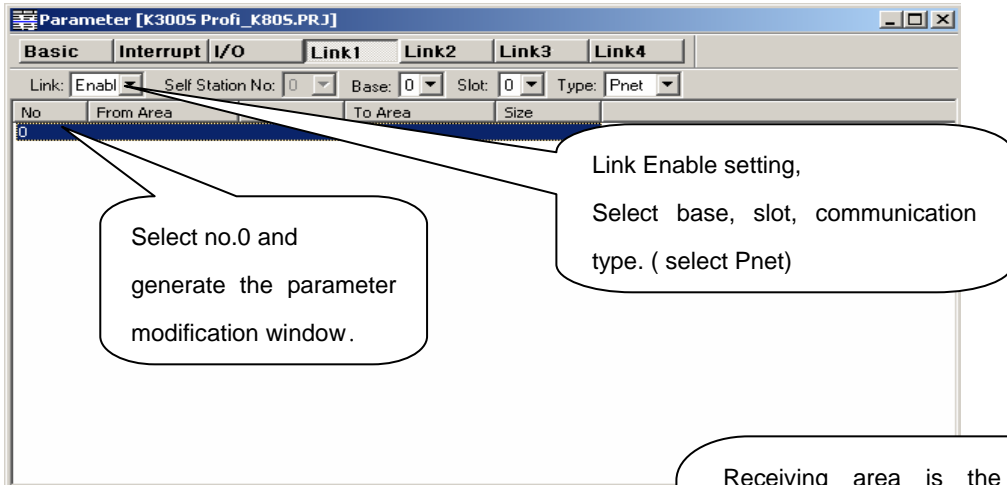 Parameter [K300S Profi_K80S.PRJ]
Basic Interrupt I/O Link1 Link2 Link3 Link4
Link: Enabl Self Station No: 0 Base: 0 Slot: 0 Type: Pnet
No From Area To Area Size
0
Link Enable setting,
Select base, slot, communication
type. ( select Pnet)
Select no.0 and
generate the parameter
modification window.
Receiving area is the